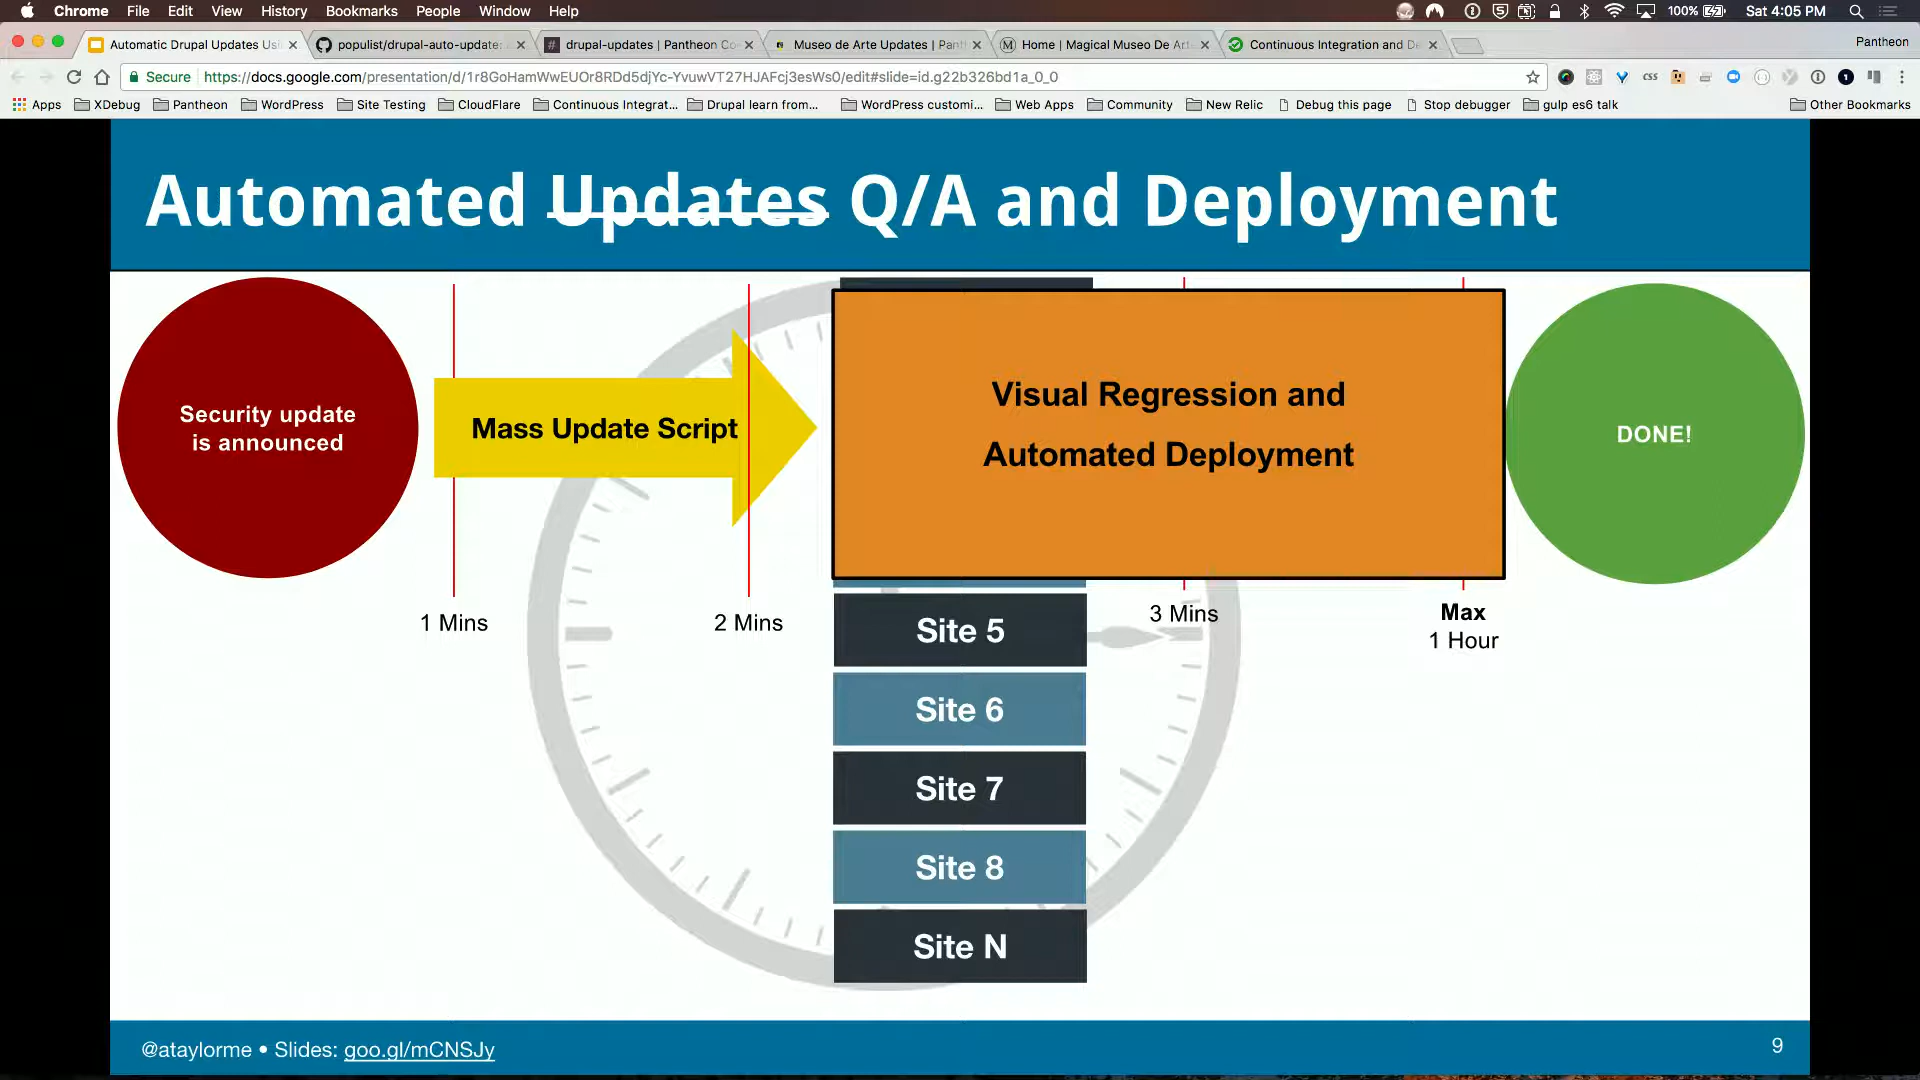 Chrome File Edit View History Bookmarks People Window Help 100% Sat 4:05 PM
Automatic Drupal Updates Usi populist/drupal-auto-update drupal-updates | Pantheon Co Museo de Arte Updates | Pant Home | Magical Museo De Arte Continuous Integration and De Pantheon
Secure https://docs.google.com/presentation/d/1r8GoHamWwEUOr8RDd5djYc-YvuwVT27HJAFcj3esWs0/edit#slide=id.g22b326bd1a_0_0
Apps XDebug Pantheon WordPress Site Testing CloudFlare Continuous Integrat... Drupal learn from... WordPress customi... Web Apps Community New Relic Debug this page Stop debugger gulp es6 talk Other Bookmarks
Automated Updates Q/A and Deployment
Security update
is announced
Mass Update Script
Visual Regression and
Automated Deployment
DONE!
1 Mins
2 Mins
3 Mins
Max
1 Hour
Site 5
Site 6
Site 7
Site 8
Site N
@ataylorme • Slides: goo.gl/mCNSJy
9